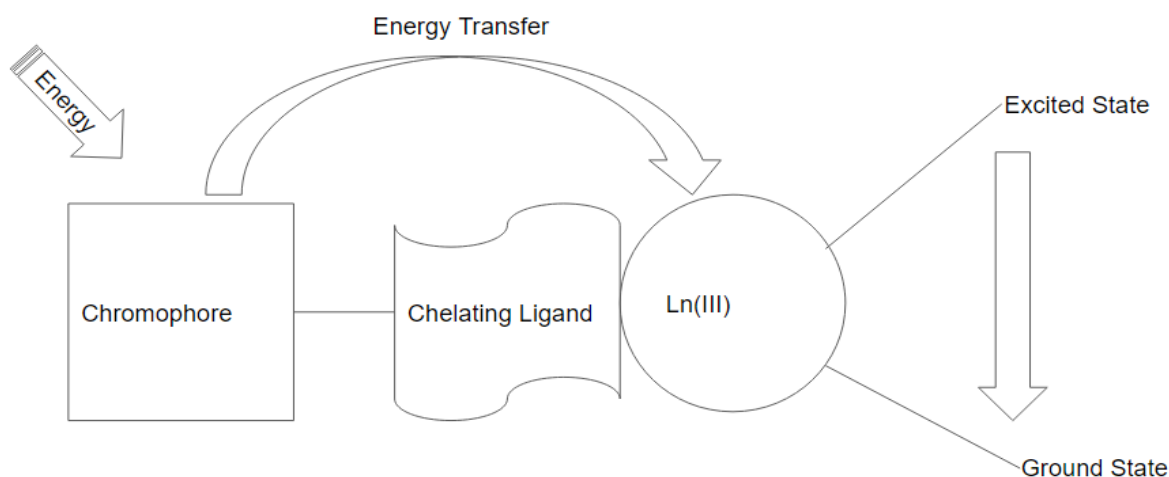 Energy Transfer
Energy
Excited State
Chromophore
Chelating Ligand
Ln(III)
Ground State